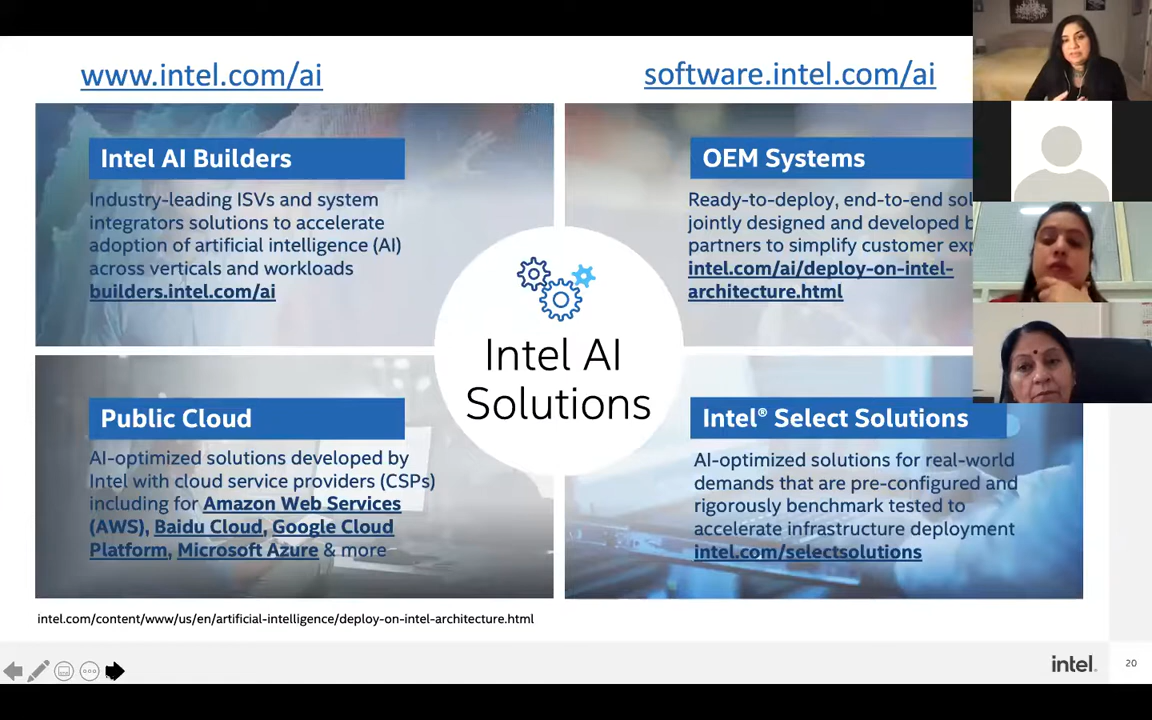 www.intel.com/ai
software.intel.com/ai
Intel AI Builders
Industry-leading ISVs and system
integrators solutions to accelerate
adoption of artificial intelligence (AI)
across verticals and workloads
builders.intel.com/ai
OEM Systems
Ready-to-deploy, end-to-end
jointly designed and developed
partners to simplify customer
intel.com/ai/deploy-on-intel-
architecture.html
Intel AI
Solutions
Public Cloud
AI-optimized solutions developed by
Intel with cloud service providers (CSPs)
including for Amazon Web Services
(AWS), Baidu Cloud, Google Cloud
Platform, Microsoft Azure & more
Intel® Select Solutions
AI-optimized solutions for real-world
demands that are pre-configured and
rigorously benchmark tested to
accelerate infrastructure deployment
intel.com/selectsolutions
intel.com/content/www/us/en/artificial-intelligence/deploy-on-intel-architecture.html
intel.
20